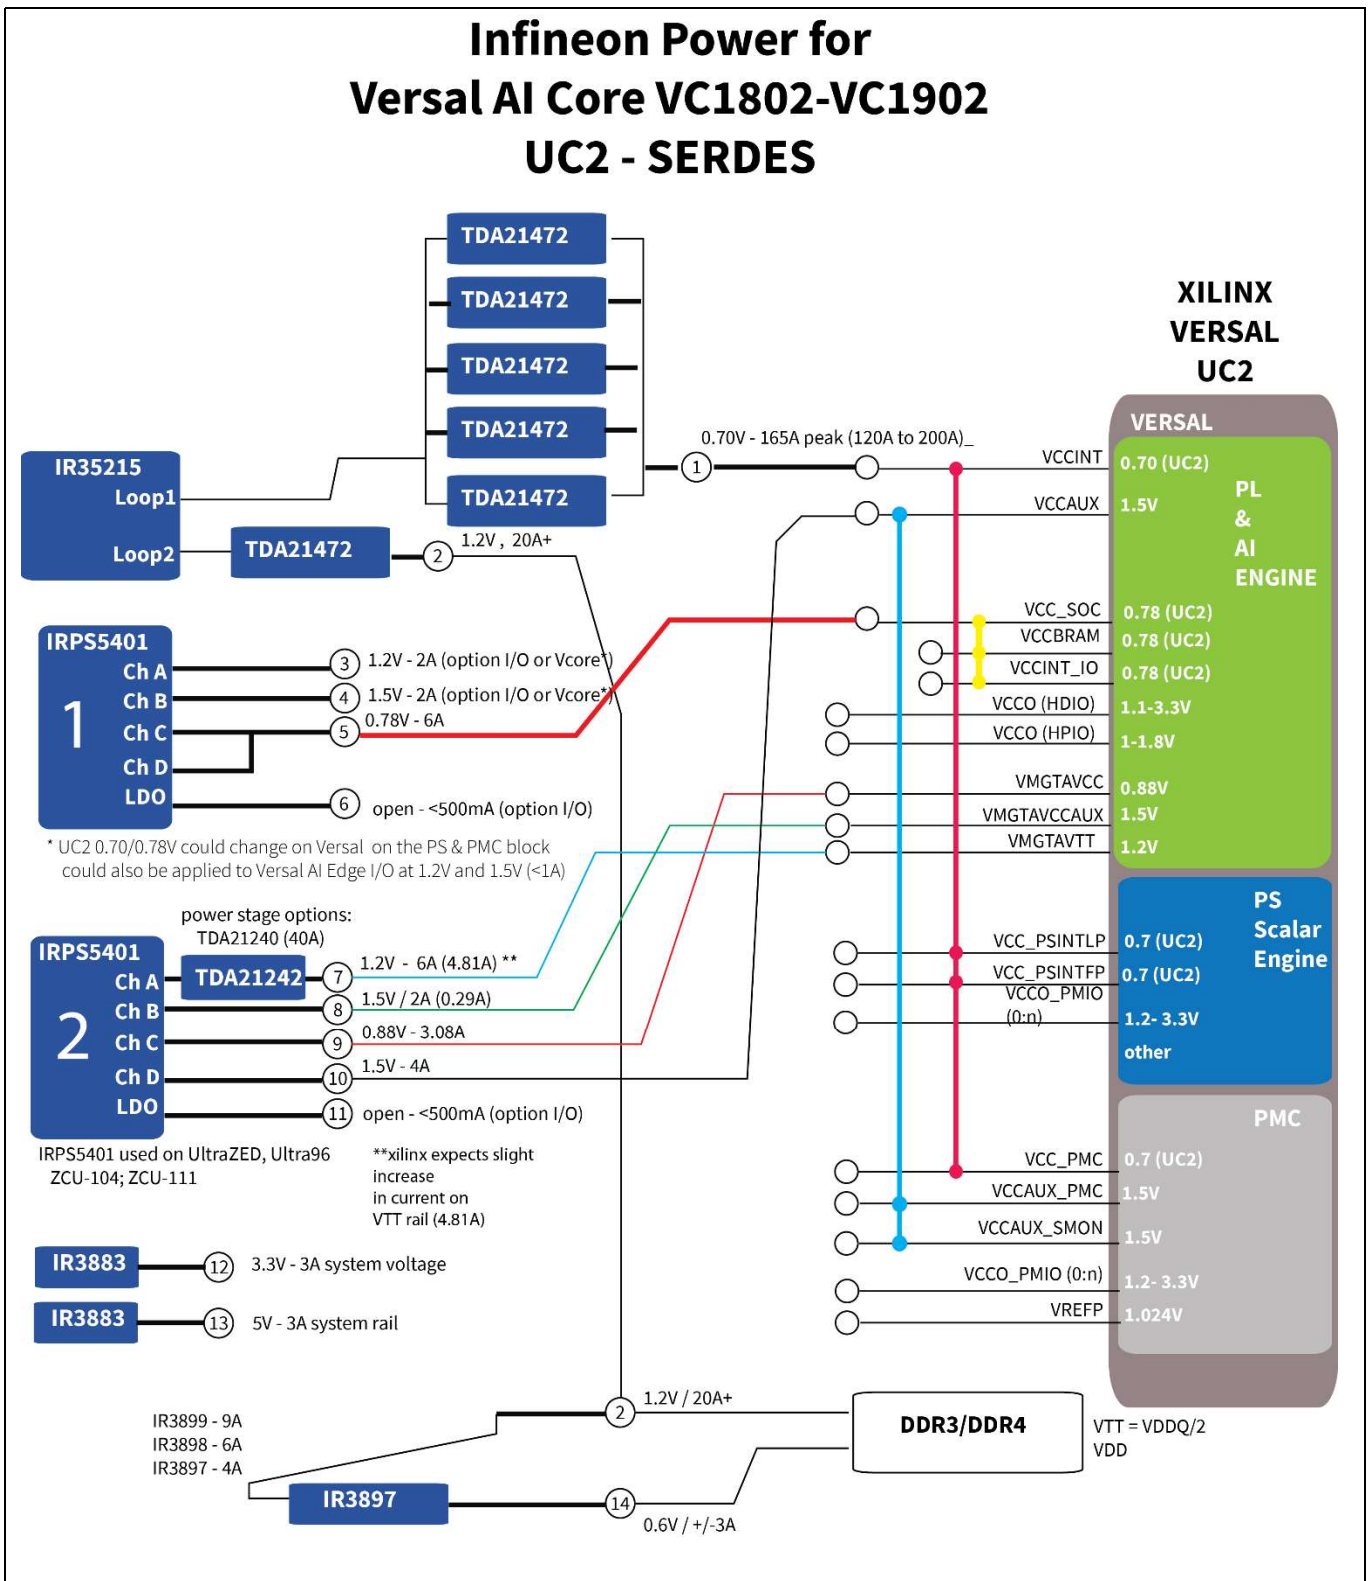 Infineon Power for
Versal AI Core VC1802-VC1902
UC2 - SERDES
TDA21472
TDA21472
TDA21472
TDA21472
TDA21472
IR35215
Loop1
Loop2
TDA21472
1
0.70V - 165A peak (120A to 200A)_
2
1.2V , 20A+
XILINX
VERSAL
UC2
VERSAL
VCCINT
0.70 (UC2)
VCCAUX
1.5V
PL
&
AI
ENGINE
VCC_SOC
0.78 (UC2)
VCCBRAM
0.78 (UC2)
VCCINT_IO
0.78 (UC2)
VCCO (HDIO)
1.1-3.3V
VCCO (HPIO)
1-1.8V
VMGTAVCC
0.88V
VMGTAVCCAUX
1.5V
VMGTAVTT
1.2V
IRPS5401
1
Ch A
3
1.2V - 2A (option I/O or Vcore*)
Ch B
4
1.5V - 2A (option I/O or Vcore*)
Ch C
5
0.78V - 6A
Ch D
LDO
6
open - <500mA (option I/O)
* UC2 0.70/0.78V could change on Versal on the PS & PMC block
could also be applied to Versal AI Edge I/O at 1.2V and 1.5V (<1A)
power stage options:
TDA21240 (40A)
IRPS5401
2
Ch A
TDA21242
7
1.2V - 6A (4.81A) **
Ch B
8
1.5V / 2A (0.29A)
Ch C
9
0.88V - 3.08A
Ch D
10
1.5V - 4A
LDO
11
open - <500mA (option I/O)
IRPS5401 used on UltraZED, Ultra96
ZCU-104; ZCU-111
**xilinx expects slight
increase
in current on
VTT rail (4.81A)
PS
Scalar
Engine
VCC_PSINTLP
0.7 (UC2)
VCC_PSINTFP
0.7 (UC2)
VCCO_PMIO
(0:n)
1.2- 3.3V
other
PMC
VCC_PMC
0.7 (UC2)
VCCAUX_PMC
1.5V
VCCAUX_SMON
1.5V
VCCO_PMIO (0:n)
1.2- 3.3V
VREFP
1.024V
IR3883
12
3.3V - 3A system voltage
IR3883
13
5V - 3A system rail
IR3899 - 9A
IR3898 - 6A
IR3897 - 4A
2
1.2V / 20A+
DDR3/DDR4
VTT = VDDQ/2
VDD
IR3897
14
0.6V / +/-3A